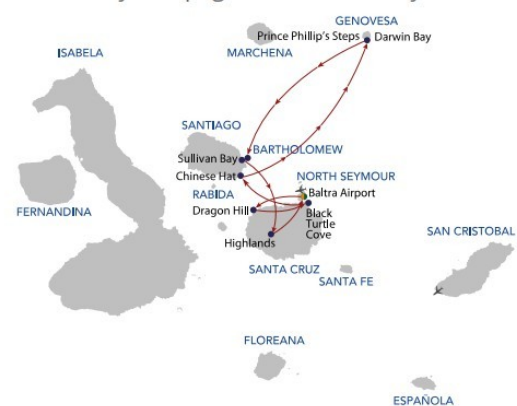 GENOVESA
Prince Phillip's Steps
Darwin Bay
MARCHENA
ISABELA
SANTIAGO
BARTHOLOMEW
Sullivan Bay
Chinese Hat
NORTH SEYMOUR
RABIDA
Baltra Airport
FERNANDINA
Dragon Hill
Black
Turtle
Cove
Highlands
SAN CRISTOBAL
SANTA CRUZ
SANTA FE
FLOREANA
ESPAÑOLA